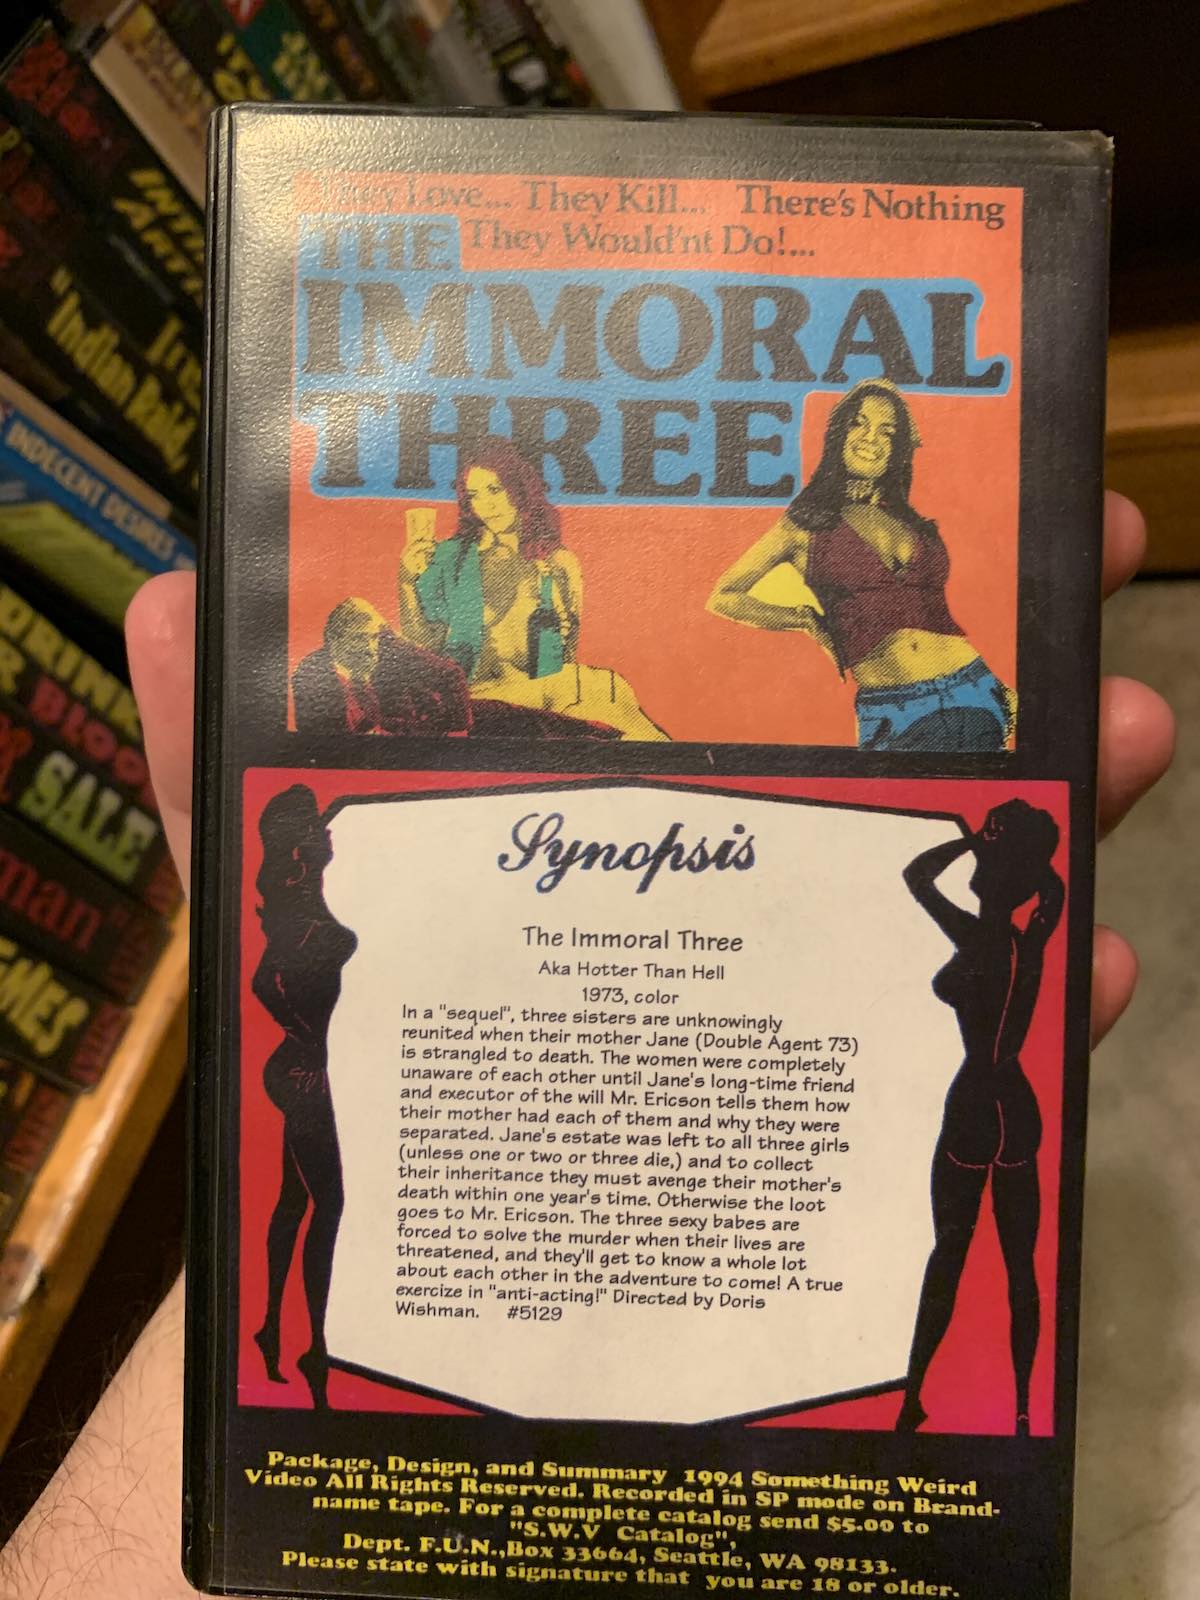 They Love... They Kill... There's Nothing
They Would'nt Do!...
THE
IMMORAL
THREE
Synopsis
The Immoral Three
Aka Hotter Than Hell
1973, color
In a "sequel", three sisters are unknowingly
reunited when their mother Jane (Double Agent 73)
is strangled to death. The women were completely
unaware of each other until Jane's long-time friend
and executor of the will Mr. Ericson tells them how
their mother had each of them and why they were
separated. Jane's estate was left to all three girls
(unless one or two or three die,) and to collect
their inheritance they must avenge their mother's
death within one year's time. Otherwise the loot
goes to Mr. Ericson. The three sexy babes are
forced to solve the murder when their lives are
threatened, and they'll get to know a whole lot
about each other in the adventure to come! A true
exercize in "anti-acting!" Directed by Doris
Wishman. #5129
Package, Design, and Summary 1994 Something Weird
Video All Rights Reserved. Recorded in SP mode on Brand-
name tape. For a complete catalog send $5.00 to
"S.W.V Catalog",
Dept. F.U.N.,Box 33664, Seattle, WA 98133.
Please state with signature that you are 18 or older.
"Indian Raid,
INDECENT DESIRES
DRINK
BLOO
SALE
man"
EMES